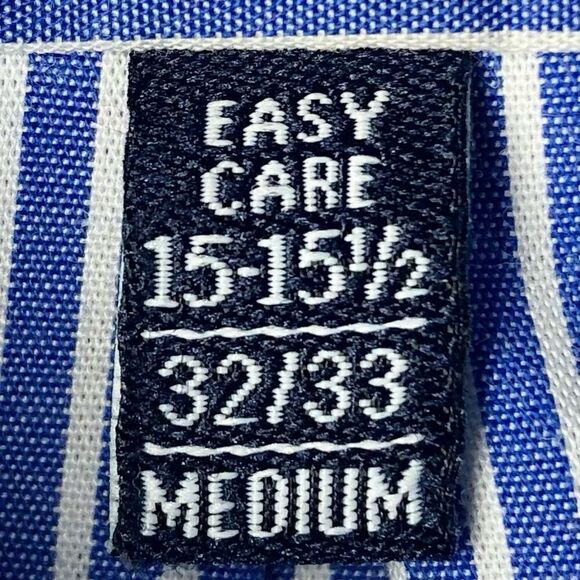 EASY
CARE
15-15½
32/33
MEDIUM